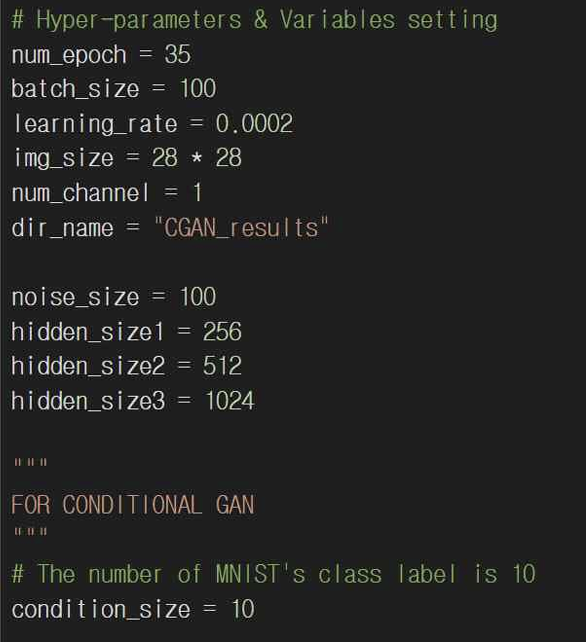 # Hyper-parameters & Variables setting
num_epoch = 35
batch_size = 100
learning_rate = 0.0002
img_size = 28 * 28
num_channel = 1
dir_name = "CGAN_results"
noise_size = 100
hidden_size1 = 256
hidden_size2 = 512
hidden_size3 = 1024
"""
FOR CONDITIONAL GAN
"""
# The number of MNIST's class label is 10
condition_size = 10